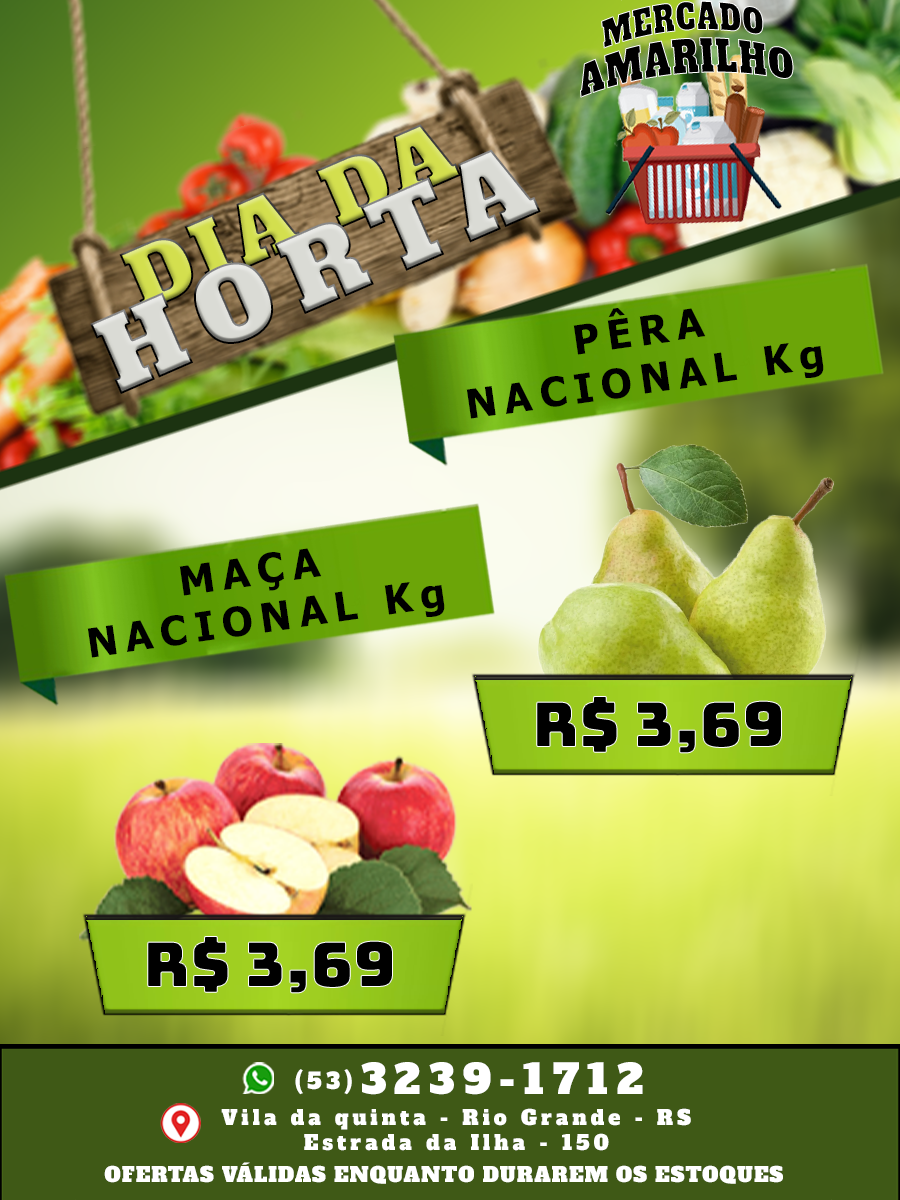 MERCADO
AMARILHO
DIA DA
HORTA
PÊRA
NACIONAL Kg
MAÇA
NACIONAL Kg
R$ 3,69
R$ 3,69
(53) 3239-1712
Vila da quinta - Rio Grande - RS
Estrada da Ilha - 150
OFERTAS VÁLIDAS ENQUANTO DURAREM OS ESTOQUES